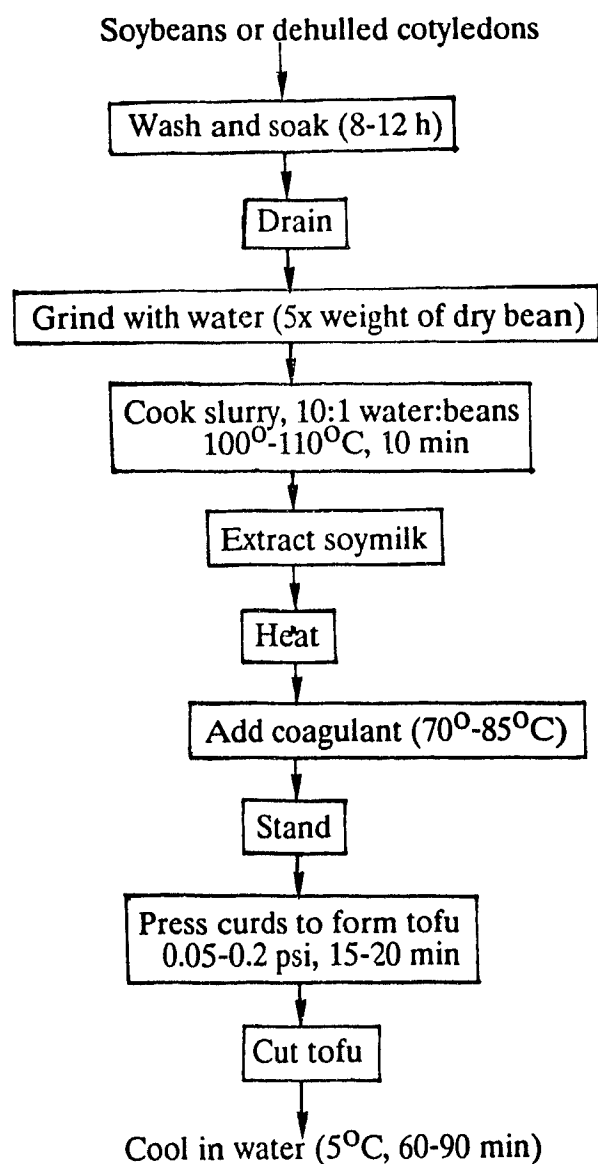 Soybeans or dehulled cotyledons
Wash and soak (8-12 h)
Drain
Grind with water (5x weight of dry bean)
Cook slurry, 10:1 water:beans
100°-110°C, 10 min
Extract soymilk
Heat
Add coagulant (70°-85°C)
Stand
Press curds to form tofu
0.05-0.2 psi, 15-20 min
Cut tofu
Cool in water (5°C, 60-90 min)